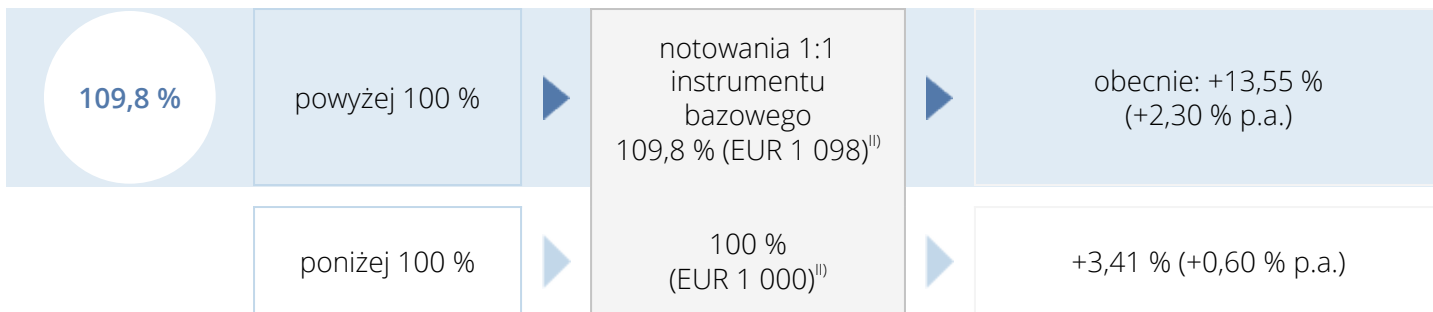 109,8 %
powyżej 100 %
notowania 1:1
instrumentu
bazowego
109,8 % (EUR 1 098)II)
obecnie: +13,55 %
(+2,30 % p.a.)
poniżej 100 %
100 %
(EUR 1 000)II)
+3,41 % (+0,60 % p.a.)